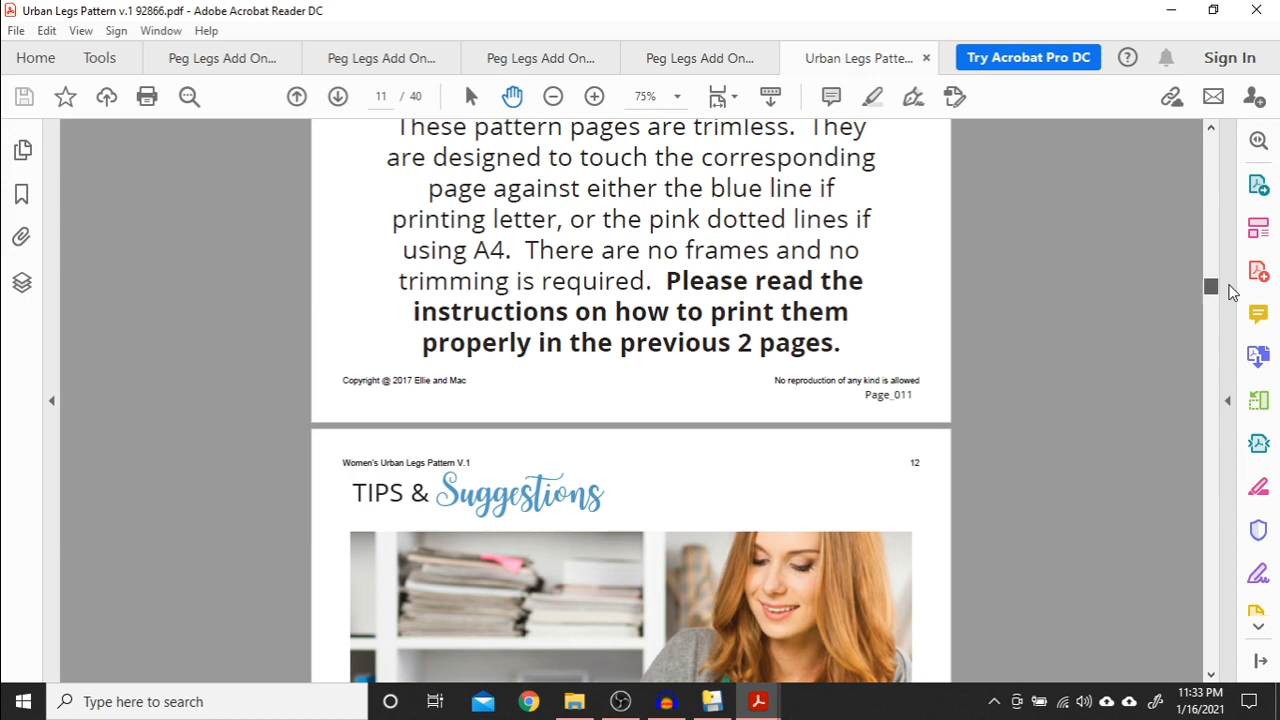 Urban Legs Pattern v.1 92866.pdf - Adobe Acrobat Reader DC
File Edit View Sign Window Help
Home Tools Peg Legs Add On... Peg Legs Add On... Peg Legs Add On... Peg Legs Add On... Urban Legs Patte... × Try Acrobat Pro DC Sign In
11 / 40 75%
These pattern pages are trimless. They
are designed to touch the corresponding
page against either the blue line if
printing letter, or the pink dotted lines if
using A4. There are no frames and no
trimming is required. Please read the
instructions on how to print them
properly in the previous 2 pages.
Copyright @ 2017 Ellie and Mac No reproduction of any kind is allowed
Page_011
Women's Urban Legs Pattern V.1 12
TIPS & Suggestions
Type here to search
11:33 PM
1/16/2021